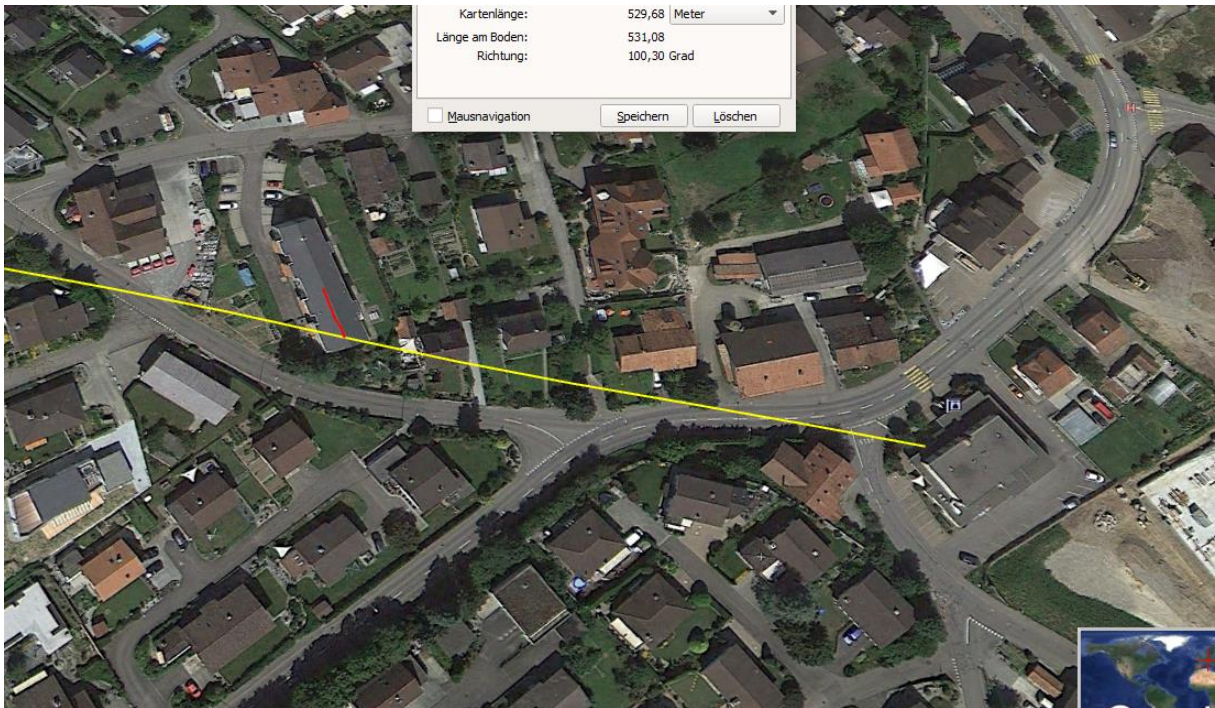 Kartenlänge: 529,68 Meter
Länge am Boden: 531,08
Richtung: 100,30 Grad
Mausnavigation Speichern Löschen